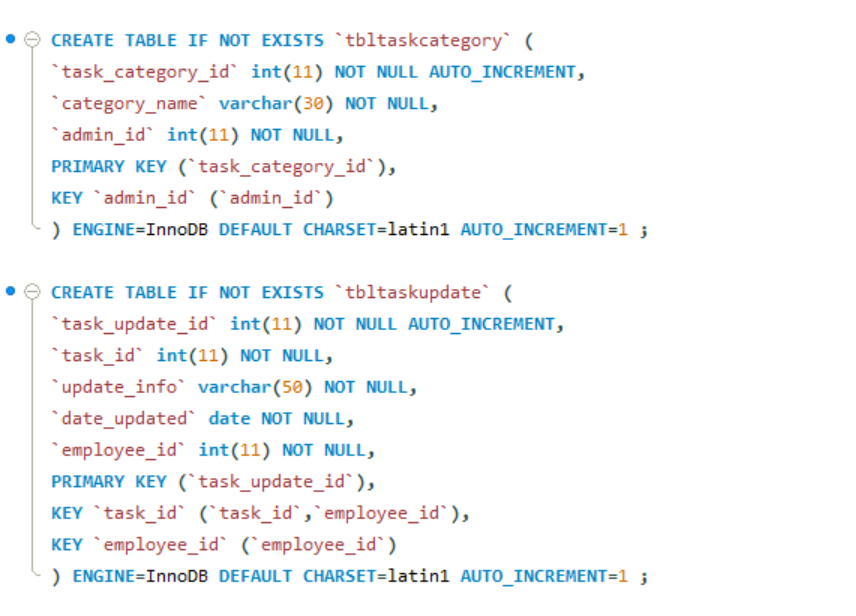 CREATE TABLE IF NOT EXISTS `tbltaskcategory` (
`task_category_id` int(11) NOT NULL AUTO_INCREMENT,
`category_name` varchar(30) NOT NULL,
`admin_id` int(11) NOT NULL,
PRIMARY KEY (`task_category_id`),
KEY `admin_id` (`admin_id`)
) ENGINE=InnoDB DEFAULT CHARSET=latin1 AUTO_INCREMENT=1 ;
CREATE TABLE IF NOT EXISTS `tbltaskupdate` (
`task_update_id` int(11) NOT NULL AUTO_INCREMENT,
`task_id` int(11) NOT NULL,
`update_info` varchar(50) NOT NULL,
`date_updated` date NOT NULL,
`employee_id` int(11) NOT NULL,
PRIMARY KEY (`task_update_id`),
KEY `task_id` (`task_id`,`employee_id`),
KEY `employee_id` (`employee_id`)
) ENGINE=InnoDB DEFAULT CHARSET=latin1 AUTO_INCREMENT=1 ;